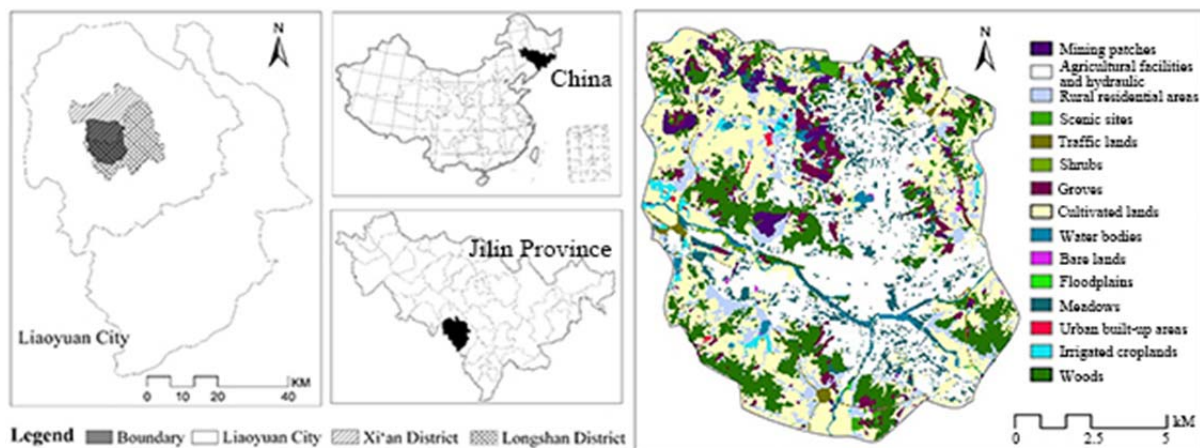 N
Liaoyuan City
KM
0 10 20 40
China
Jilin Province
N
Mining patches
Agricultural facilities
and hydraulic
Rural residential areas
Scenic sites
Traffic lands
Shrubs
Groves
Cultivated lands
Water bodies
Bare lands
Floodplains
Meadows
Urban built-up areas
Irrigated croplands
Woods
kM
0 2.5 5
Legend Boundary Liaoyuan City Xi'an District Longshan District